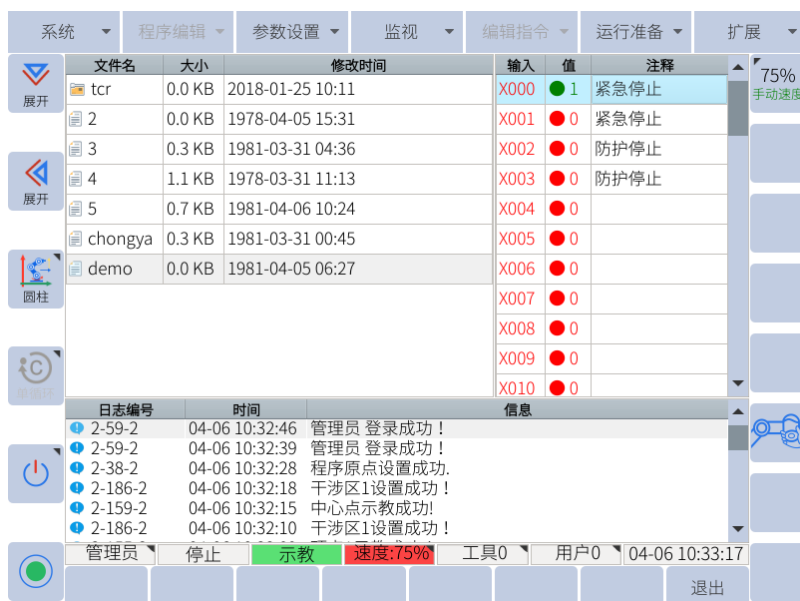 系统 程序编辑 参数设置 监视 编辑指令 运行准备 扩展
文件名 大小 修改时间 输入 值 注释
展开
展开
圆柱
75%
手动速度
tcr 0.0 KB 2018-01-25 10:11 X000 1 紧急停止
2 0.0 KB 1978-04-05 15:31 X001 0 紧急停止
3 0.3 KB 1981-03-31 04:36 X002 0 防护停止
4 1.1 KB 1978-03-31 11:13 X003 0 防护停止
5 0.7 KB 1981-04-06 10:24 X004 0
chongya 0.3 KB 1981-03-31 00:45 X005 0
demo 0.0 KB 1981-04-05 06:27 X006 0
X007 0
X008 0
X009 0
X010 0
日志编号 时间 信息
2-59-2 04-06 10:32:46 管理员 登录成功！
2-59-2 04-06 10:32:39 管理员 登录成功！
2-38-2 04-06 10:32:28 程序原点设置成功.
2-186-2 04-06 10:32:18 干涉区1设置成功！
2-159-2 04-06 10:32:15 中心点示教成功!
2-186-2 04-06 10:32:10 干涉区1设置成功！
管理员 停止 示教 速度:75% 工具0 用户0 04-06 10:33:17
退出